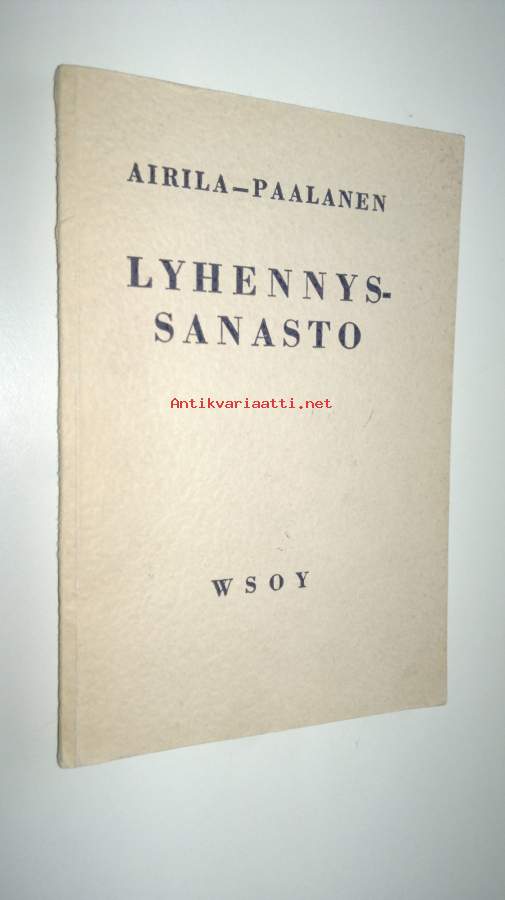 AIRILA—PAALANEN
LYHENNYS-
SANASTO
Antikvariaatti.net
WSOY